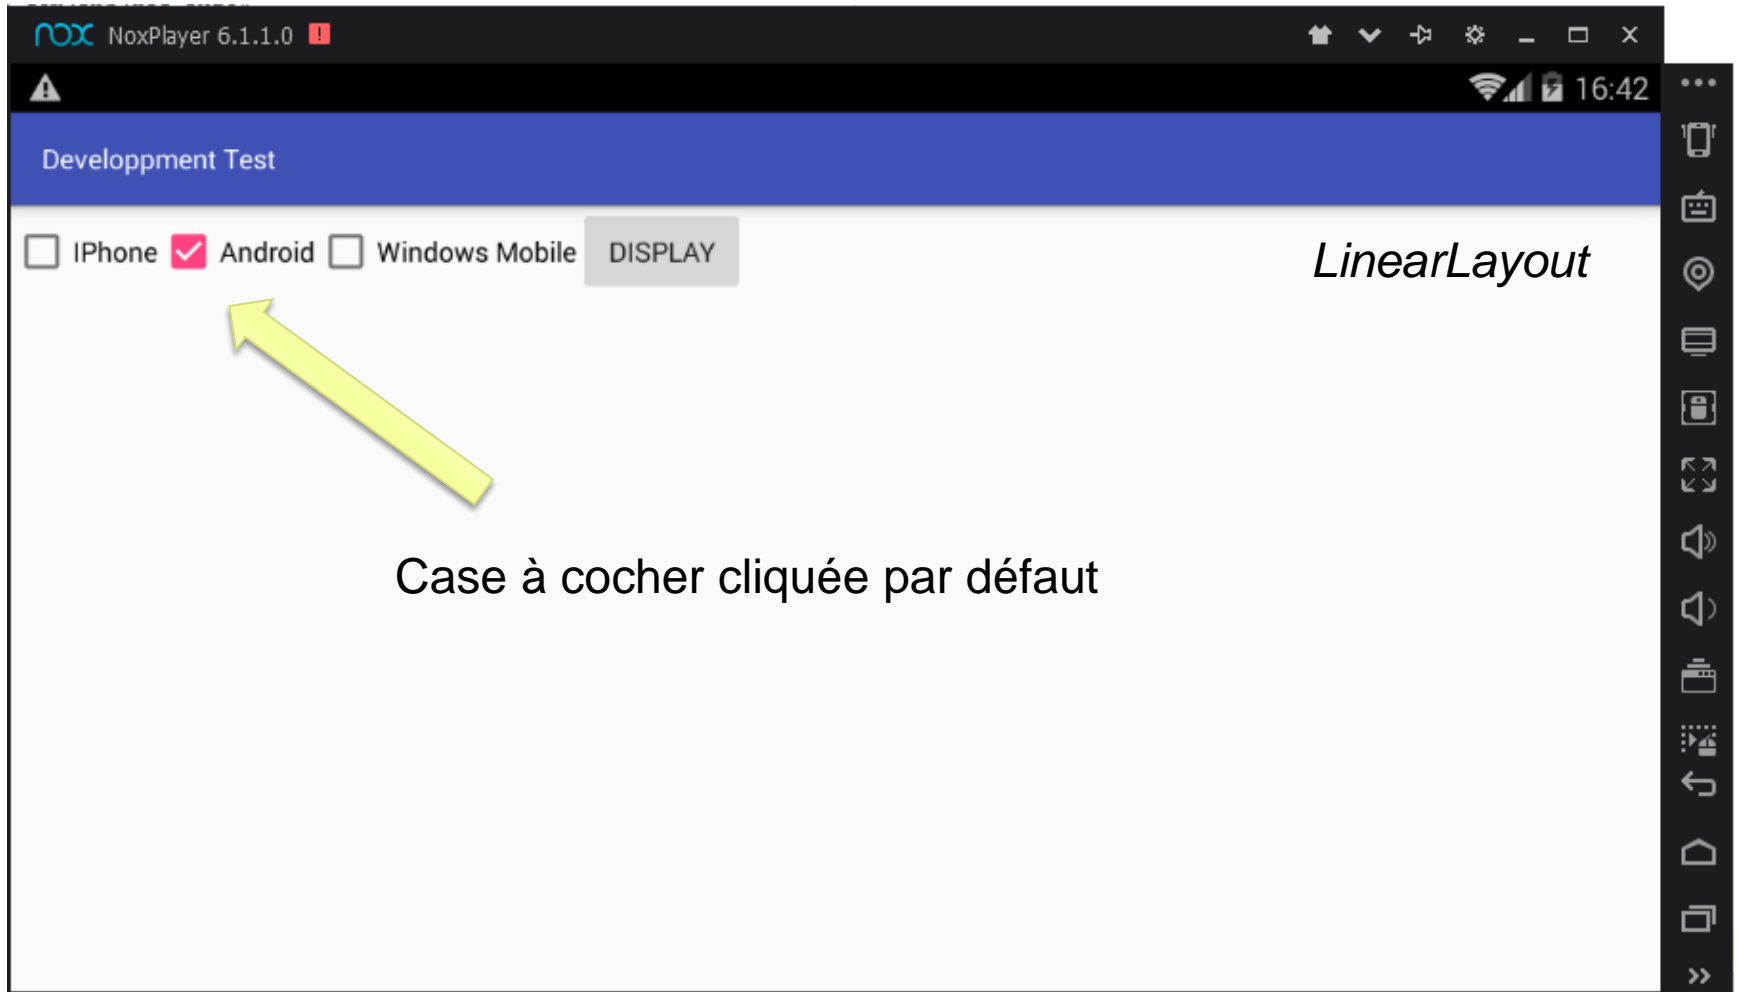 nox NoxPlayer 6.1.1.0
16:42
Developpment Test
IPhone Android Windows Mobile DISPLAY
LinearLayout
Case à cocher cliquée par défaut